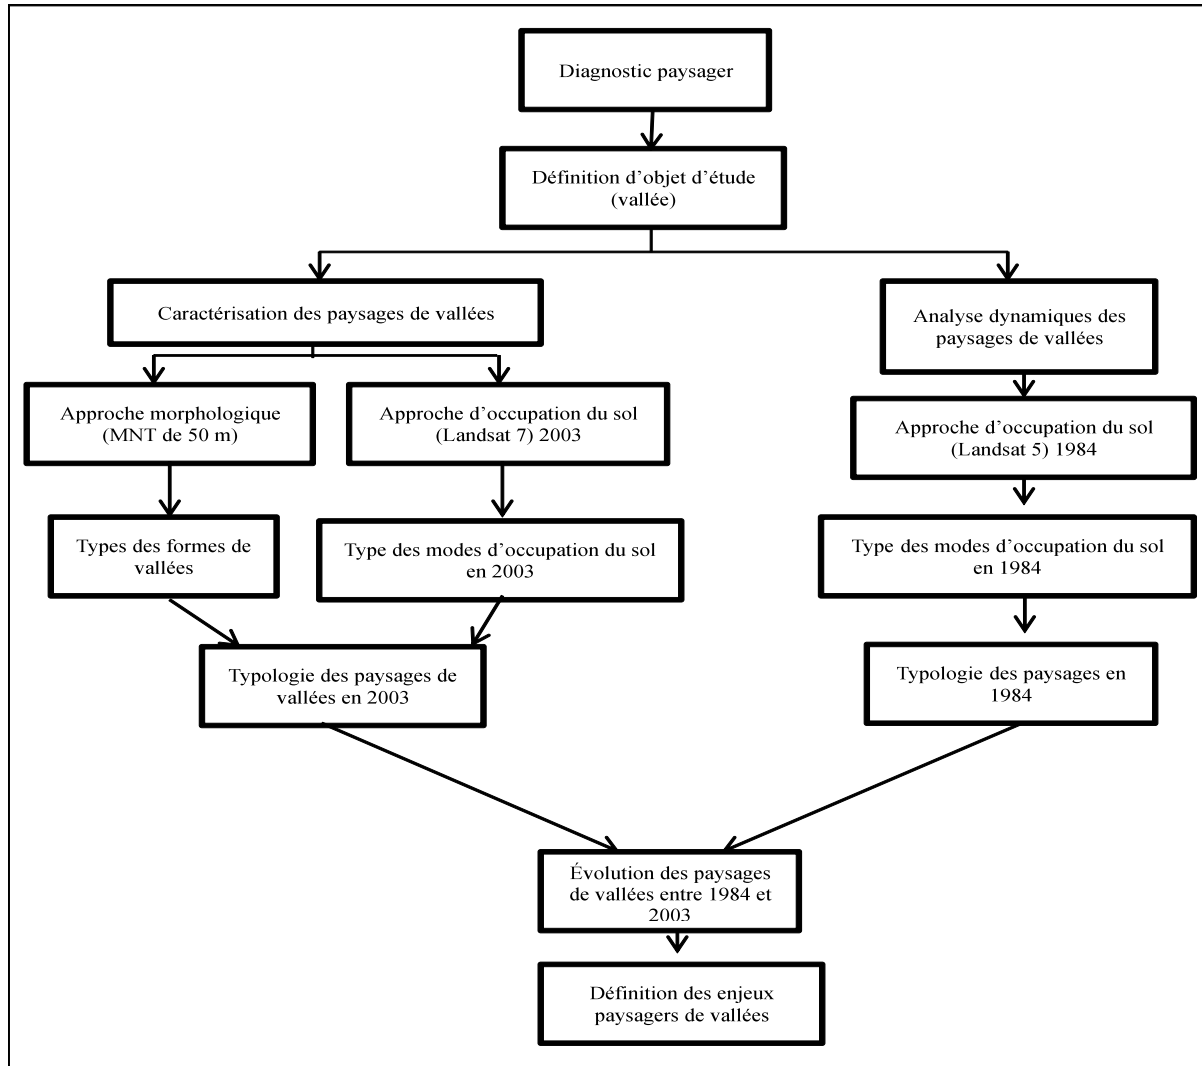 Diagnostic paysager
Définition d'objet d'étude
(vallée)
Caractérisation des paysages de vallées
Analyse dynamiques des
paysages de vallées
Approche morphologique
(MNT de 50 m)
Approche d'occupation du sol
(Landsat 7) 2003
Approche d'occupation du sol
(Landsat 5) 1984
Types des formes de
vallées
Type des modes d'occupation du sol
en 2003
Type des modes d'occupation du sol
en 1984
Typologie des paysages de
vallées en 2003
Typologie des paysages en
1984
Évolution des paysages
de vallées entre 1984 et
2003
Définition des enjeux
paysagers de vallées